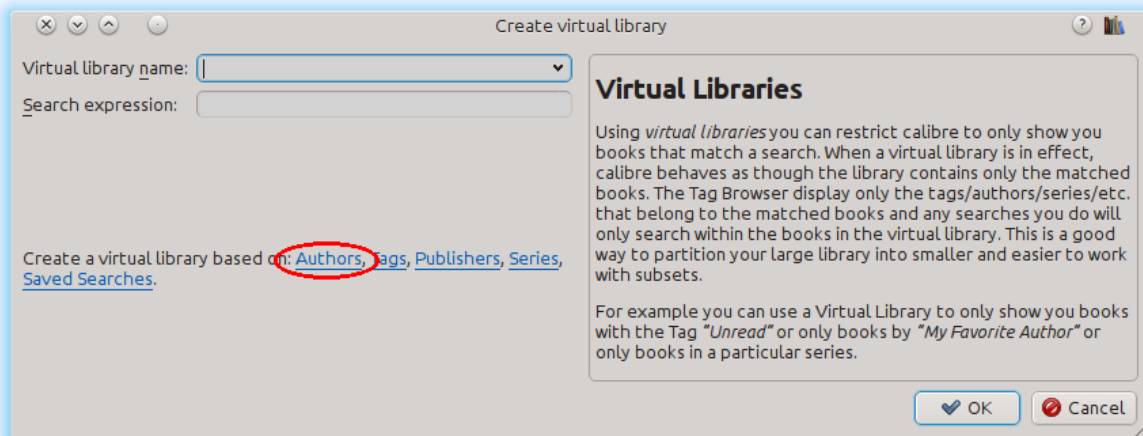 Create virtual library
Virtual library name:
Search expression:
Create a virtual library based on: Authors, Tags, Publishers, Series,
Saved Searches.
Virtual Libraries
Using virtual libraries you can restrict calibre to only show you
books that match a search. When a virtual library is in effect,
calibre behaves as though the library contains only the matched
books. The Tag Browser display only the tags/authors/series/etc.
that belong to the matched books and any searches you do will
only search within the books in the virtual library. This is a good
way to partition your large library into smaller and easier to work
with subsets.
For example you can use a Virtual Library to only show you books
with the Tag "Unread" or only books by "My Favorite Author" or
only books in a particular series.
OK
Cancel